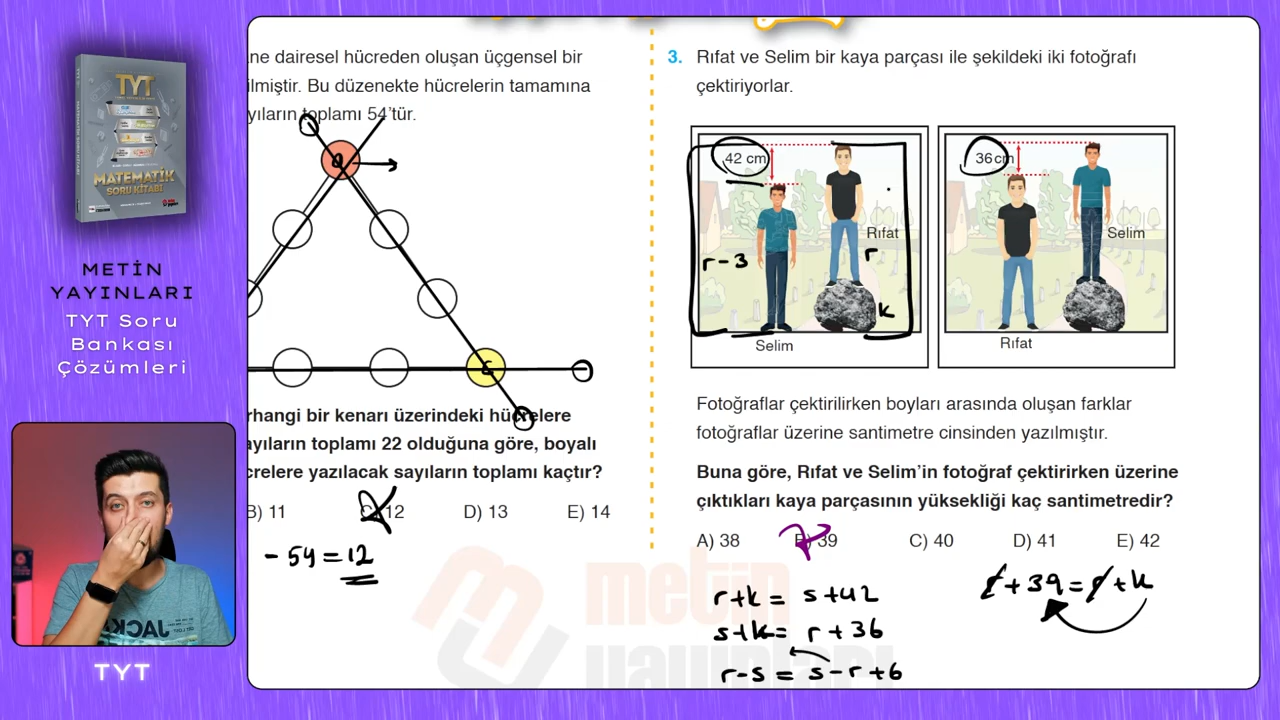 TYT
MATEMATİK
SORU KİTABI
METİN
YAYINLARI
TYT Soru
Bankası
Çözümleri
JACK
TYT
ne dairesel hücreden oluşan üçgensel bir
ilmiştir. Bu düzenekte hücrelerin tamamına
yıların toplamı 54'tür.
a
c
rhangi bir kenarı üzerindeki hücrelere
ayıların toplamı 22 olduğuna göre, boyalı
crelere yazılacak sayıların toplamı kaçtır?
B) 11 C) 12 D) 13 E) 14
- 54 = 12
3. Rıfat ve Selim bir kaya parçası ile şekildeki iki fotoğrafı
çektiriyorlar.
42 cm
Rıfat
r - 3
r
k
Selim
36 cm
Selim
Rıfat
Fotoğraflar çektirilirken boyları arasında oluşan farklar
fotoğraflar üzerine santimetre cinsinden yazılmıştır.
Buna göre, Rıfat ve Selim'in fotoğraf çektirirken üzerine
çıktıkları kaya parçasının yüksekliği kaç santimetredir?
A) 38 B) 39 C) 40 D) 41 E) 42
r+k = s+42
s+k = r+36
r-s = s-r+6
r+39 = r+k
metin
yayınları